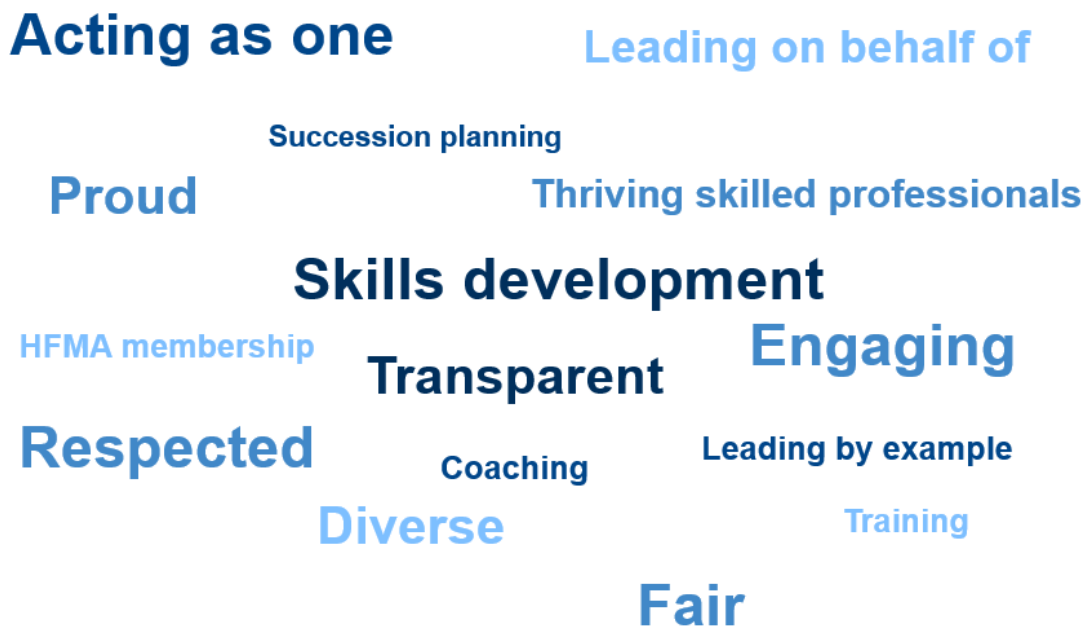 Acting as one
Leading on behalf of
Succession planning
Proud
Thriving skilled professionals
Skills development
HFMA membership
Engaging
Transparent
Respected
Leading by example
Coaching
Diverse
Training
Fair